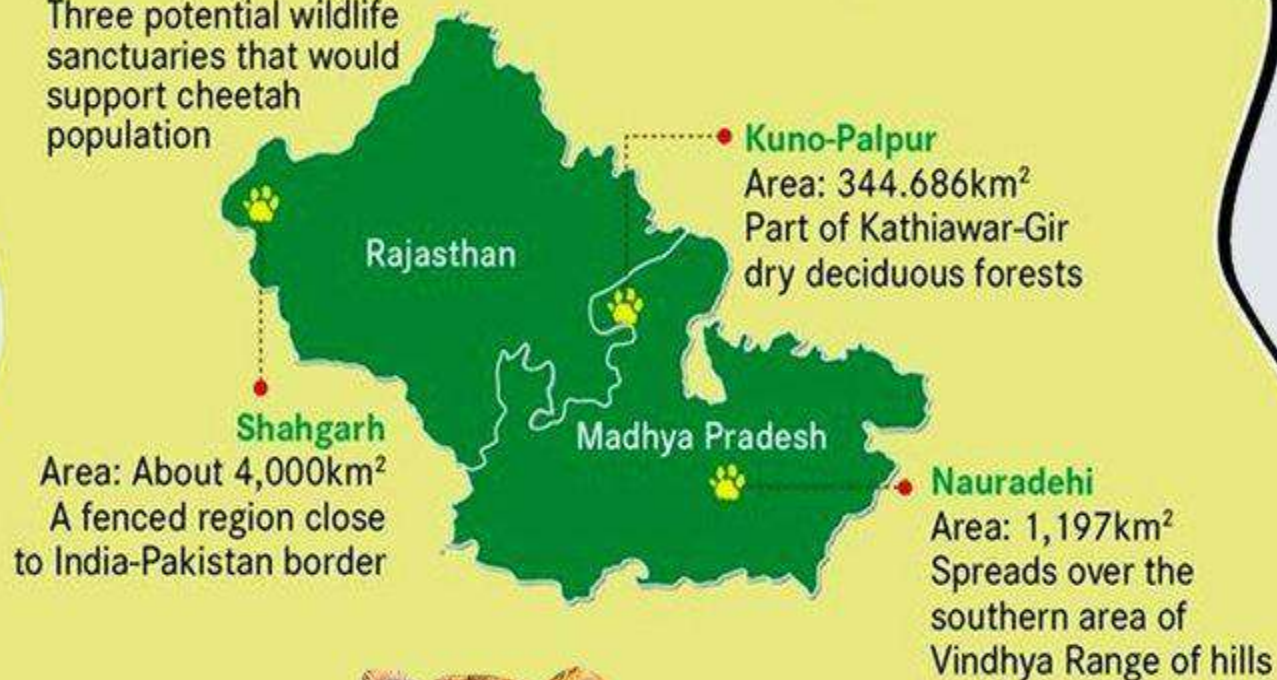 Three potential wildlife
sanctuaries that would
support cheetah
population
Kuno-Palpur
Area: 344.686km²
Part of Kathiawar-Gir
dry deciduous forests
Rajasthan
Shahgarh
Area: About 4,000km²
A fenced region close
to India-Pakistan border
Madhya Pradesh
Nauradehi
Area: 1,197km²
Spreads over the
southern area of
Vindhya Range of hills